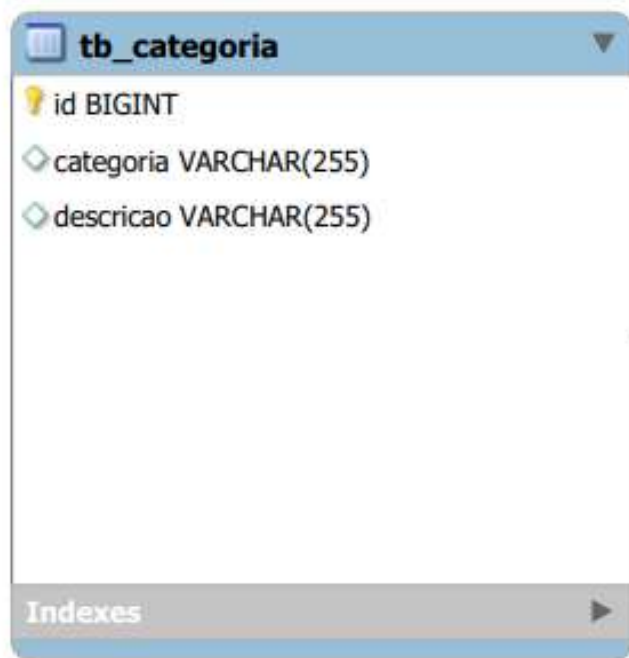 tb_categoria
id BIGINT
categoria VARCHAR(255)
descricao VARCHAR(255)
Indexes